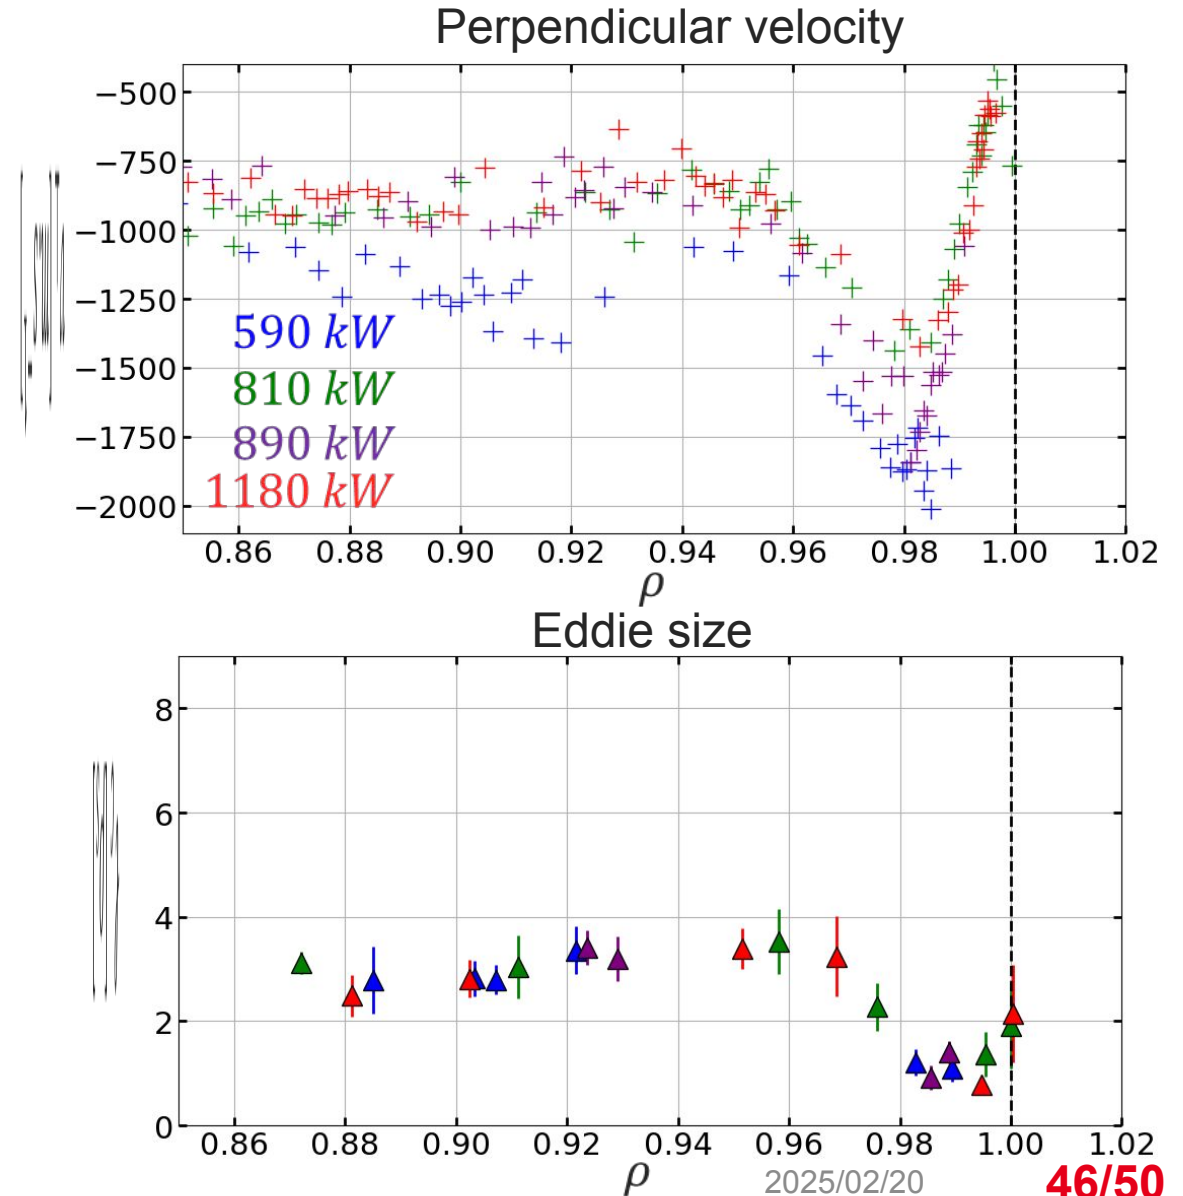 Perpendicular velocity
−500
−750
−1000
−1250
−1500
−1750
−2000
590 kW
810 kW
890 kW
1180 kW
0.86 0.88 0.90 0.92 0.94 0.96 0.98 1.00 1.02
ρ
Eddie size
8
6
4
2
0
0.86 0.88 0.90 0.92 0.94 0.96 0.98 1.00 1.02
ρ
2025/02/20
46/50